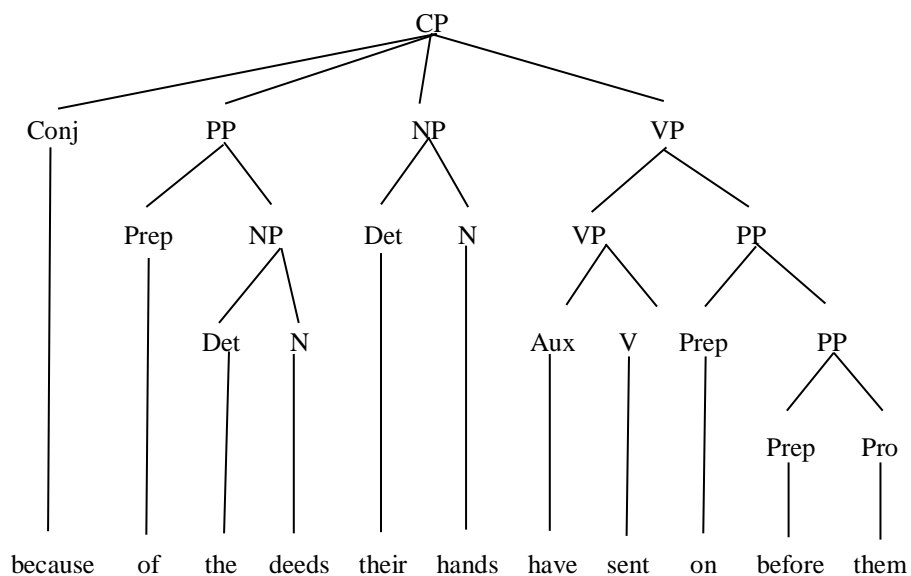 CP
Conj PP NP VP
Prep NP Det N VP PP
Det N Aux V Prep PP
Prep Pro
because of the deeds their hands have sent on before them